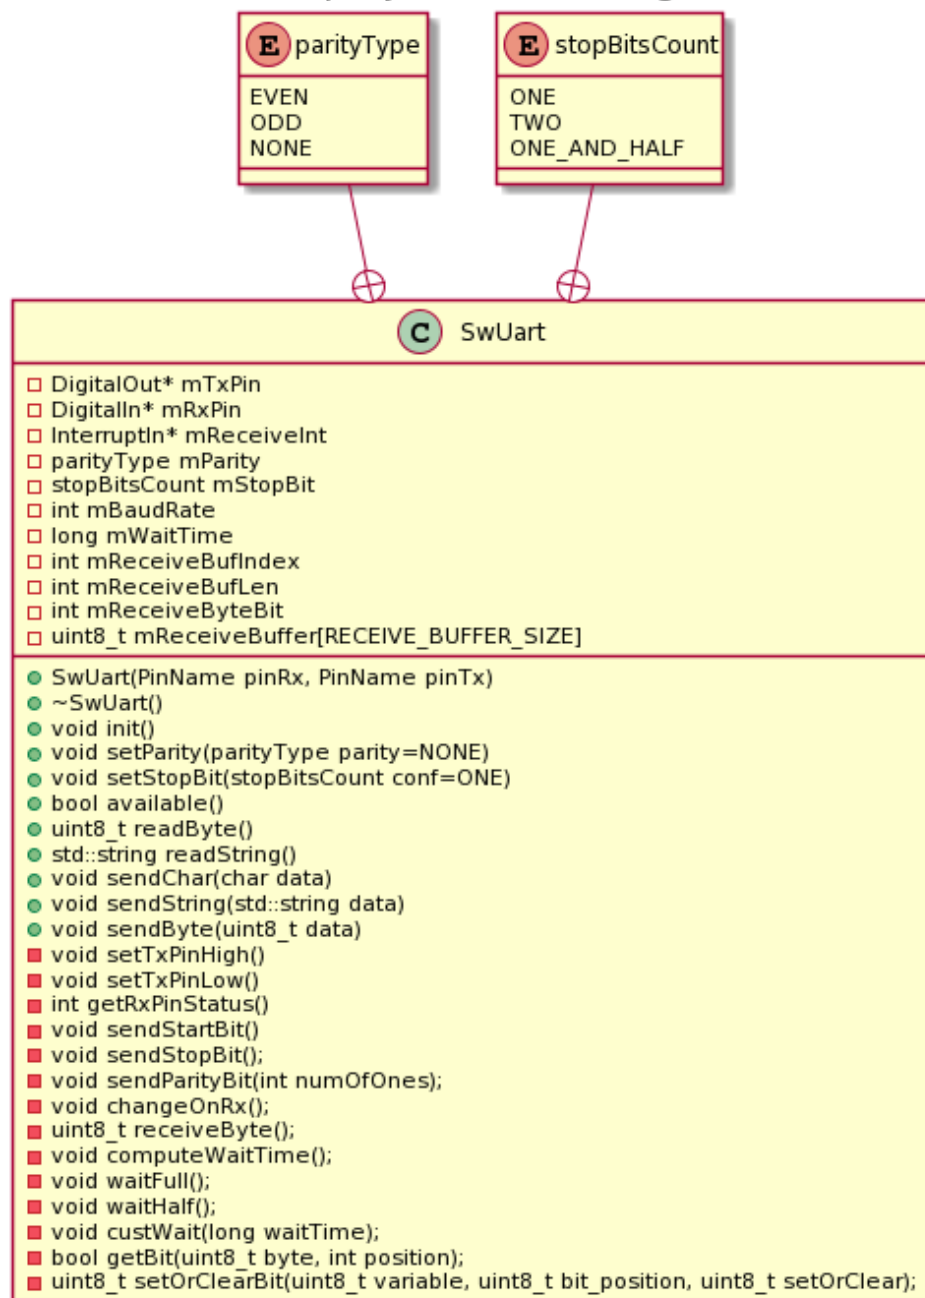 E parityType
EVEN
ODD
NONE
E stopBitsCount
ONE
TWO
ONE_AND_HALF
C SwUart
DigitalOut* mTxPin
DigitalIn* mRxPin
InterruptIn* mReceiveInt
parityType mParity
stopBitsCount mStopBit
int mBaudRate
long mWaitTime
int mReceiveBufIndex
int mReceiveBufLen
int mReceiveByteBit
uint8_t mReceiveBuffer[RECEIVE_BUFFER_SIZE]
SwUart(PinName pinRx, PinName pinTx)
~SwUart()
void init()
void setParity(parityType parity=NONE)
void setStopBit(stopBitsCount conf=ONE)
bool available()
uint8_t readByte()
std::string readString()
void sendChar(char data)
void sendString(std::string data)
void sendByte(uint8_t data)
void setTxPinHigh()
void setTxPinLow()
int getRxPinStatus()
void sendStartBit()
void sendStopBit();
void sendParityBit(int numOfOnes);
void changeOnRx();
uint8_t receiveByte();
void computeWaitTime();
void waitFull();
void waitHalf();
void custWait(long waitTime);
bool getBit(uint8_t byte, int position);
uint8_t setOrClearBit(uint8_t variable, uint8_t bit_position, uint8_t setOrClear);